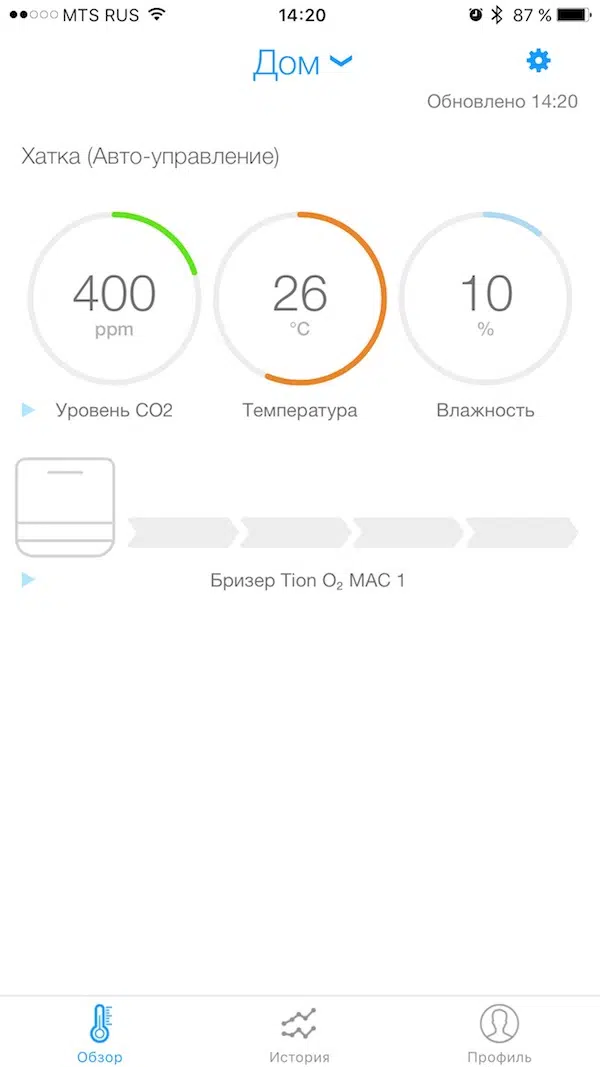 MTS RUS 14:20 87 %
Дом
Обновлено 14:20
Хатка (Авто-управление)
400 26 10
ppm °C %
Уровень CO2 Температура Влажность
Бризер Tion O₂ MAC 1
Обзор История Профиль